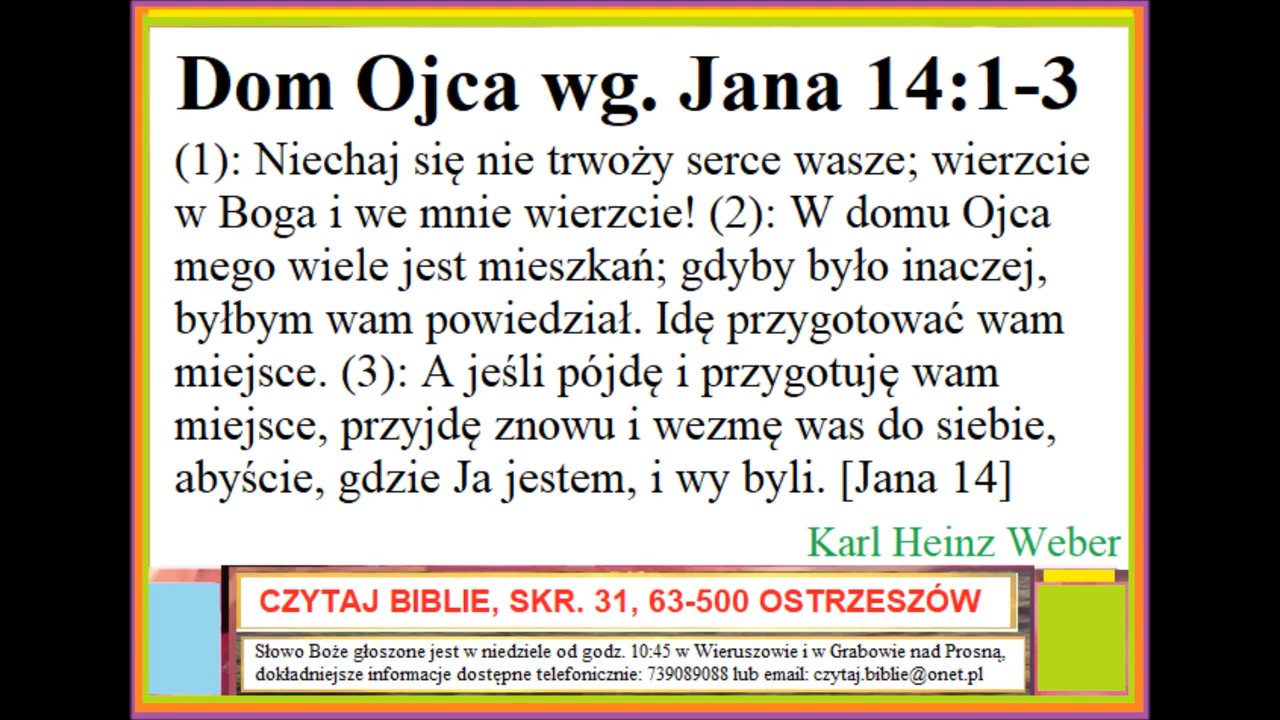 Dom Ojca wg. Jana 14:1-3
(1): Niechaj się nie trwoży serce wasze; wierzcie
w Boga i we mnie wierzcie! (2): W domu Ojca
mego wiele jest mieszkań; gdyby było inaczej,
byłbym wam powiedział. Idę przygotować wam
miejsce. (3): A jeśli pójdę i przygotuję wam
miejsce, przyjdę znowu i wezmę was do siebie,
abyście, gdzie Ja jestem, i wy byli. [Jana 14]
Karl Heinz Weber
CZYTAJ BIBLIE, SKR. 31, 63-500 OSTRZESZÓW
Słowo Boże głoszone jest w niedziele od godz. 10:45 w Wieruszowie i w Grabowie nad Prosną,
dokładniejsze informacje dostępne telefonicznie: 739089088 lub email: czytaj.biblie@onet.pl